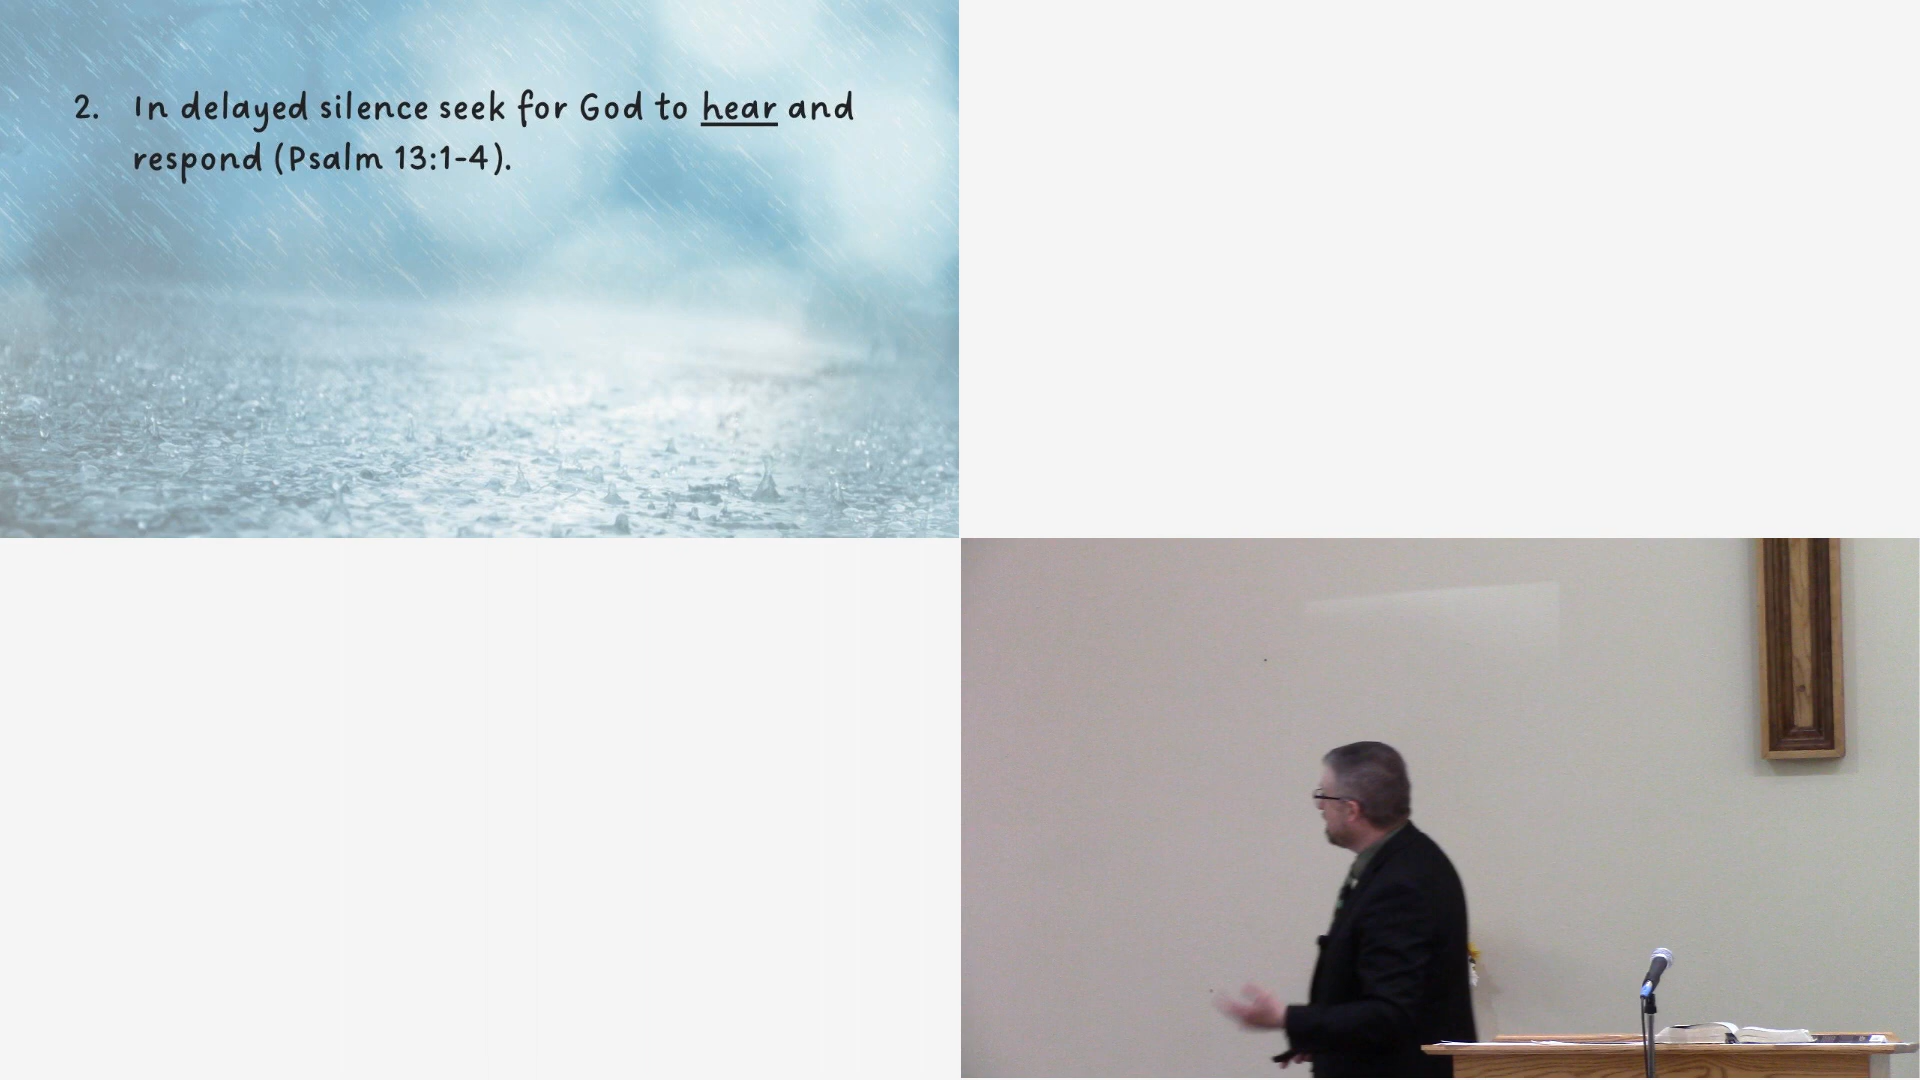 2. In delayed silence seek for God to hear and
respond (Psalm 13:1-4).